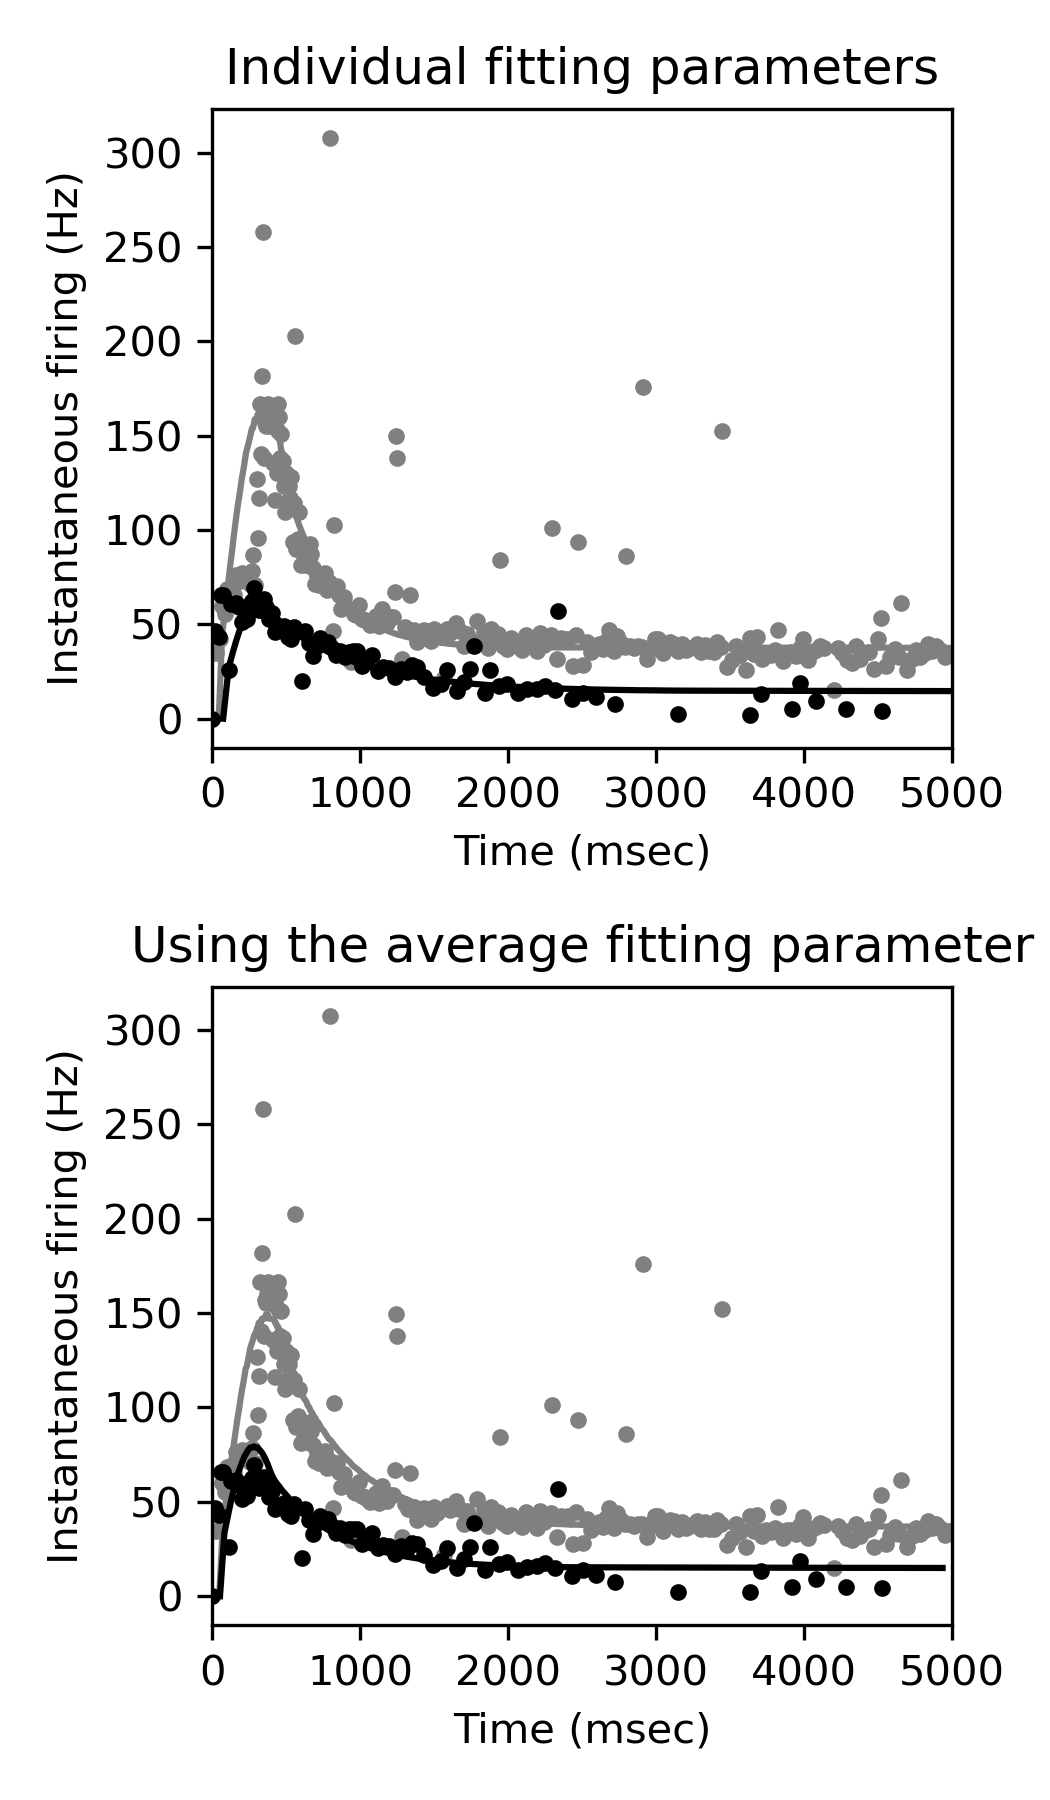 Individual fitting parameters
300
250
200
150
100
50
0
Instantaneous firing (Hz)
0 1000 2000 3000 4000 5000
Time (msec)
Using the average fitting parameter
300
250
200
150
100
50
0
Instantaneous firing (Hz)
0 1000 2000 3000 4000 5000
Time (msec)